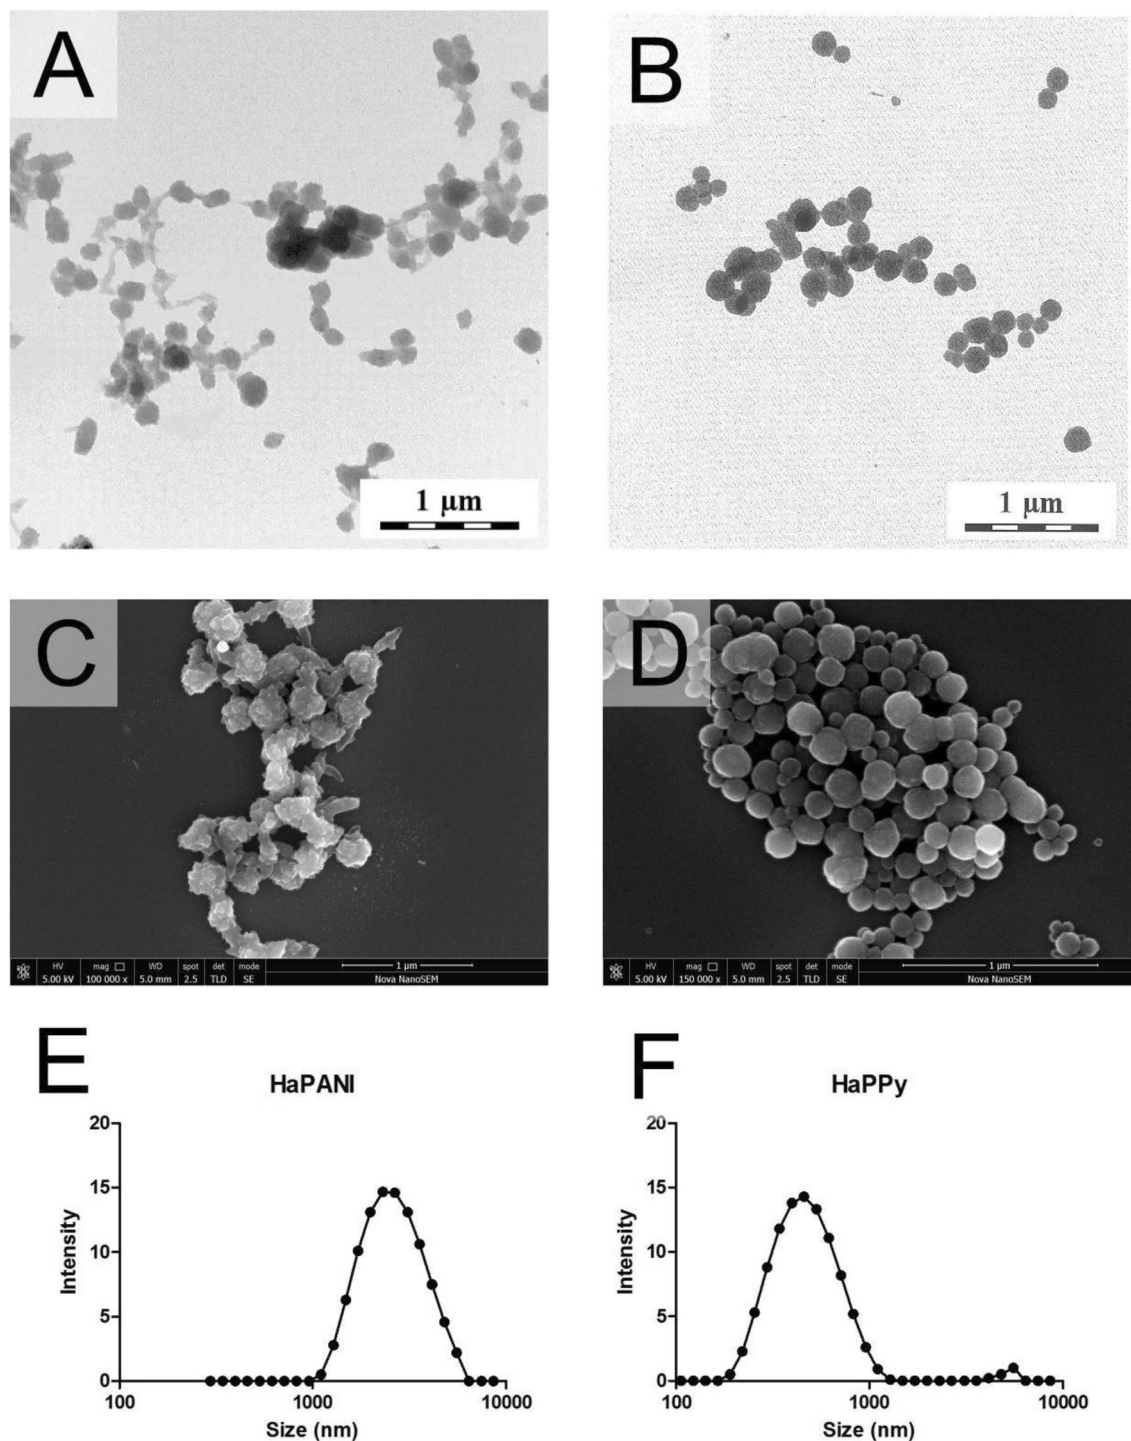 A
B
1 μm
1 μm
C
D
HV mag WD spot det mode 1 μm
5.00 kV 100 000 x 5.0 mm 2.5 TLD SE Nova NanoSEM
HV mag WD spot det mode 1 μm
5.00 kV 150 000 x 5.0 mm 2.5 TLD SE Nova NanoSEM
E
HaPANI
F
HaPPy
20
15
10
5
0
Intensity
100 1000 10000
Size (nm)
20
15
10
5
0
Intensity
100 1000 10000
Size (nm)